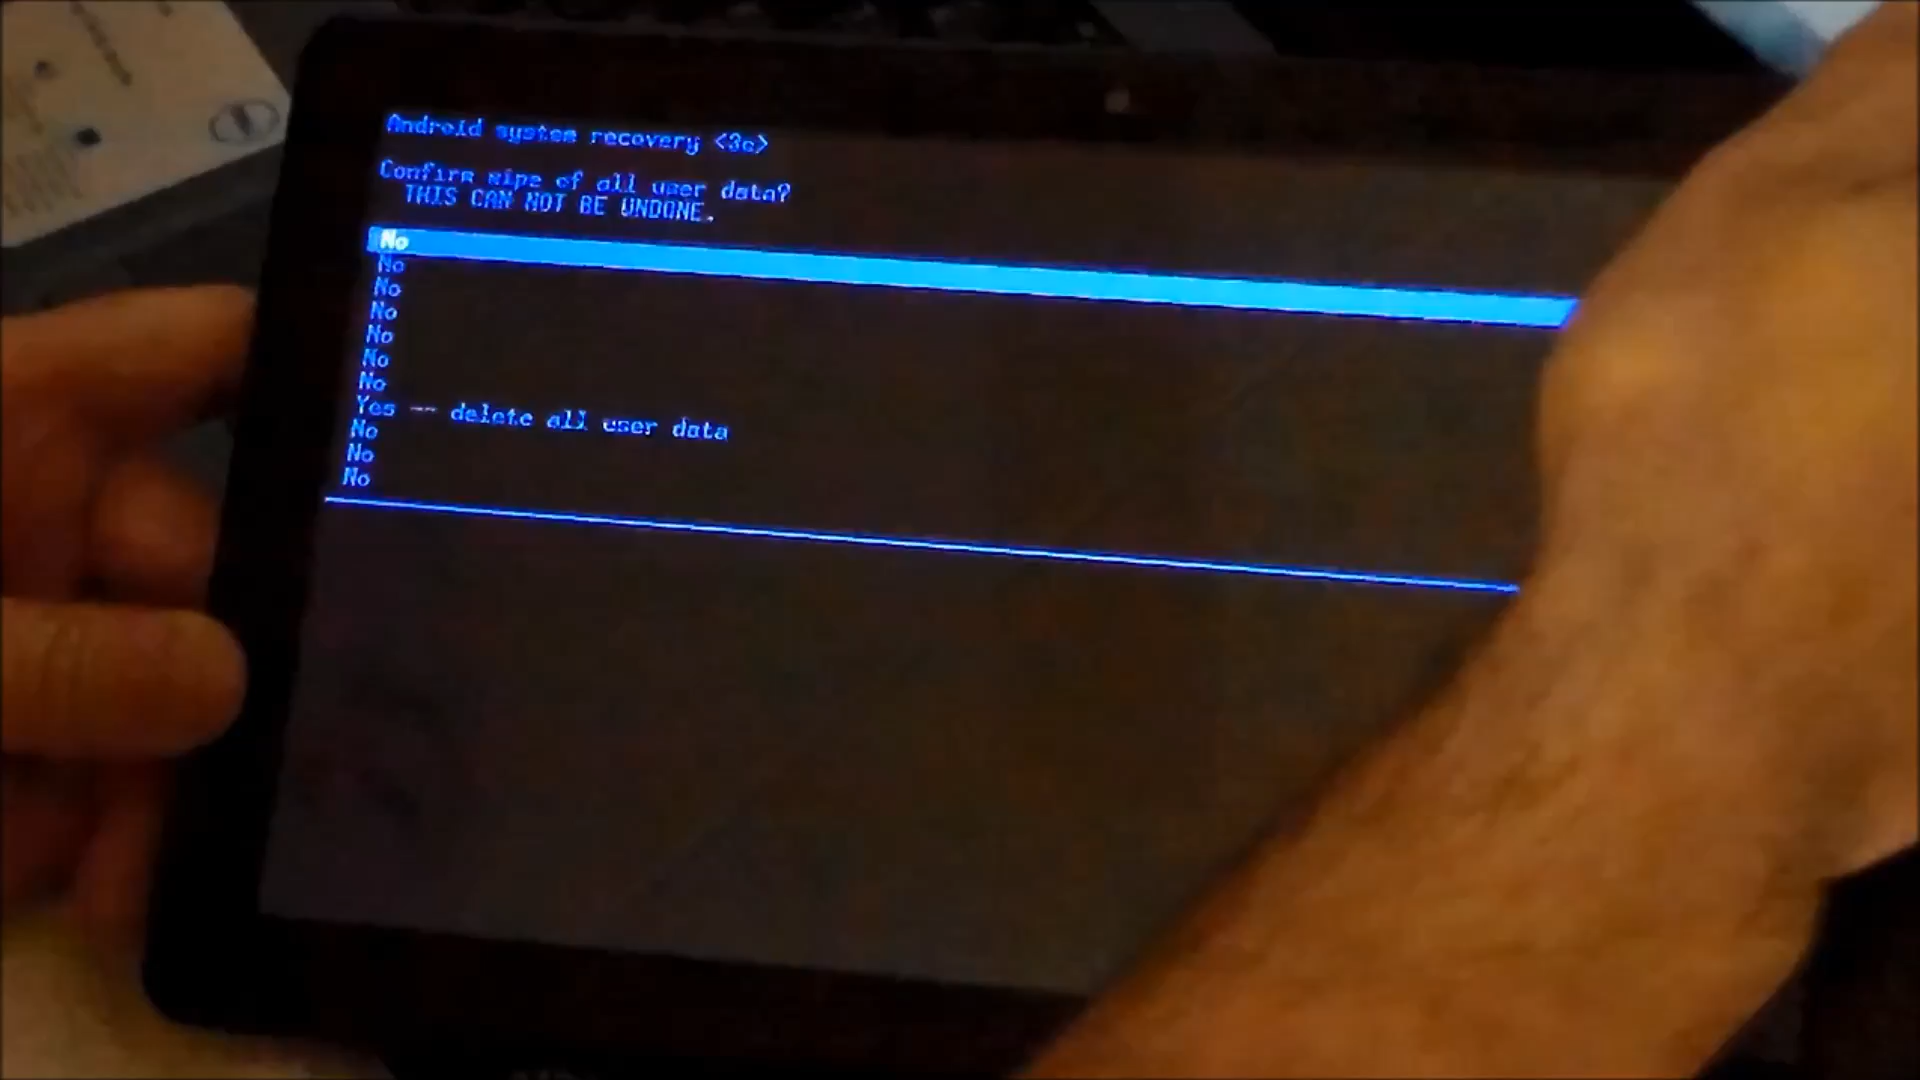 Android system recovery <3e>
Confirm wipe of all user data?
THIS CAN NOT BE UNDONE.
No
No
No
No
No
No
No
Yes -- delete all user data
No
No
No